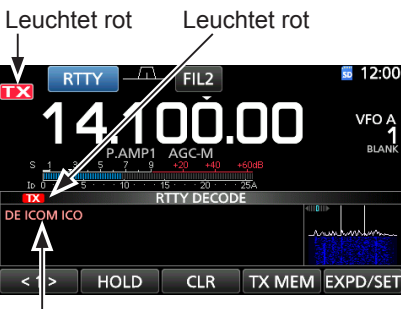 Leuchtet rot Leuchtet rot
TX RTTY FIL2 SD 12:00
14.100.00
VFO A
1
BLANK
P.AMP1 AGC-M
S 1 3 5 7 9 +20 +40 +60dB
ID 0 5 10 15 20 25A
TX RTTY DECODE
DE ICOM ICO
< 1 > HOLD CLR TX MEM EXPD/SET